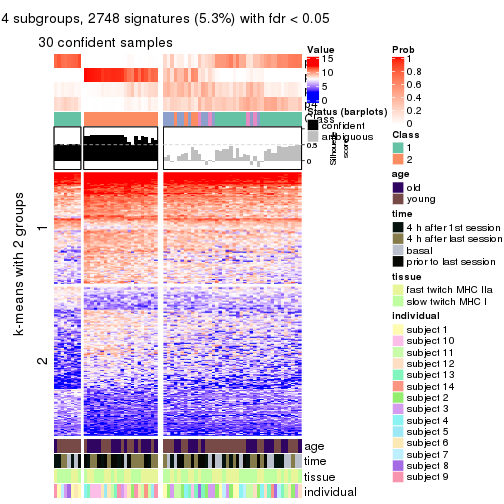 4 subgroups, 2748 signatures (5.3%) with fdr < 0.05
30 confident samples
Value
15
10
5
0
Prob
1
0.8
0.6
0.4
0.2
0
Status (barplots)
confident
ambiguous
Class
0.5
0
Silhouette
score
Class
1
2
age
old
young
time
4 h after 1st session
4 h after last session
basal
prior to last session
tissue
fast twitch MHC IIa
slow twitch MHC I
individual
subject 1
subject 10
subject 11
subject 12
subject 13
subject 14
subject 2
subject 3
subject 4
subject 5
subject 6
subject 7
subject 8
subject 9
k-means with 2 groups
1
2
age
time
tissue
individual